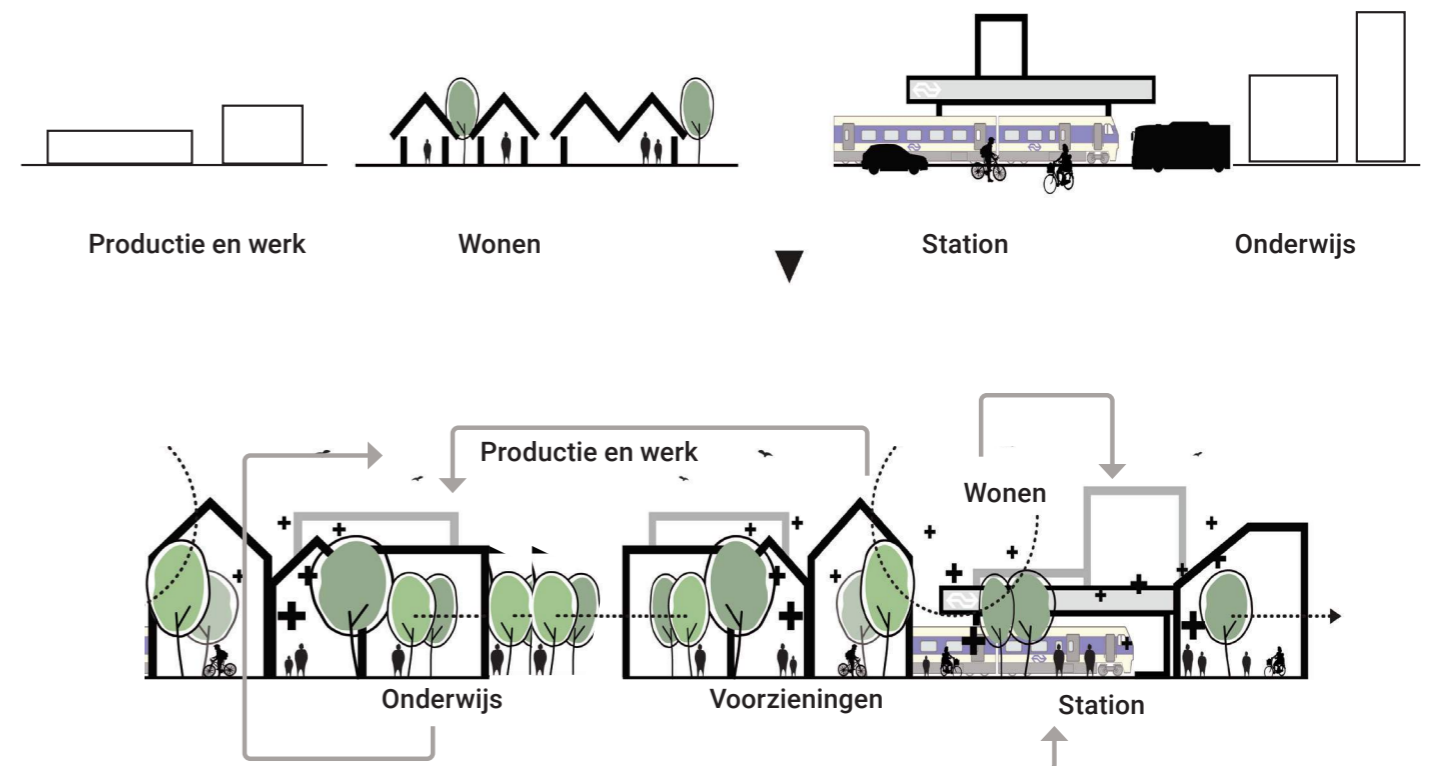 Productie en werk
Wonen
Station
Onderwijs
Productie en werk
Wonen
Onderwijs
Voorzieningen
Station